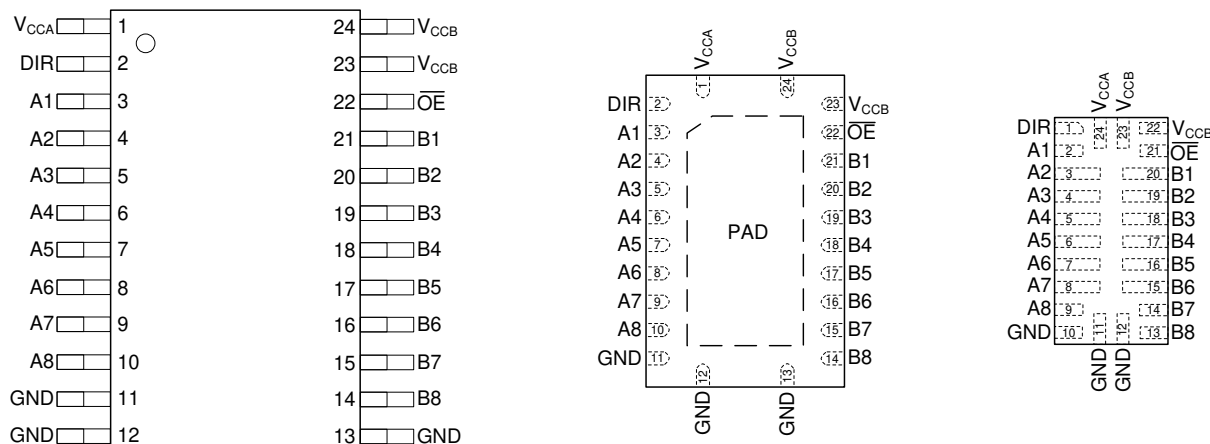 VCCA 1 24 VCCB
DIR 2 23 VCCB
A1 3 22 OE
A2 4 21 B1
A3 5 20 B2
A4 6 19 B3
A5 7 18 B4
A6 8 17 B5
A7 9 16 B6
A8 10 15 B7
GND 11 14 B8
GND 12 13 GND
VCCA VCCB
1 24
DIR 2 23 VCCB
A1 3 22 OE
A2 4 21 B1
A3 5 20 B2
A4 6 19 B3
A5 7 18 B4
A6 8 17 B5
A7 9 16 B6
A8 10 15 B7
GND 11 14 B8
PAD
12 13
GND GND
VCCA VCCB
24 23
DIR 1 22 VCCB
A1 2 21 OE
A2 3 20 B1
A3 4 19 B2
A4 5 18 B3
A5 6 17 B4
A6 7 16 B5
A7 8 15 B6
A8 9 14 B7
GND 10 13 B8
11 12
GND GND